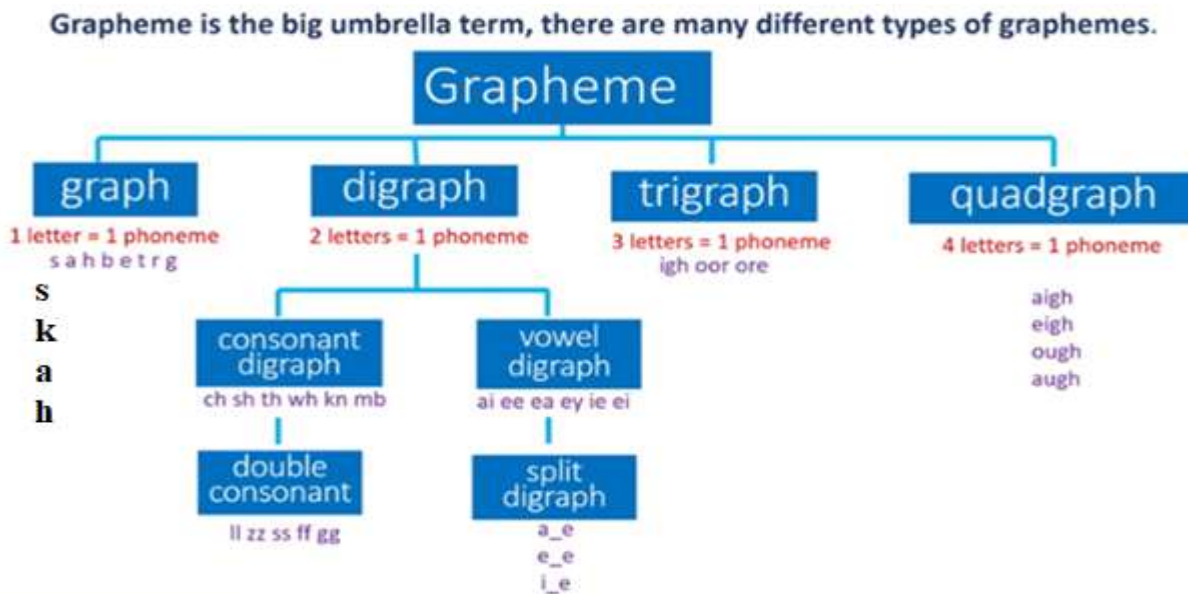 Grapheme is the big umbrella term, there are many different types of graphemes.
Grapheme
graph
1 letter = 1 phoneme
s a h b e t r g
s
k
a
h
digraph
2 letters = 1 phoneme
consonant
digraph
ch sh th wh kn mb
double
consonant
ll zz ss ff gg
vowel
digraph
ai ee ea ey ie ei
split
digraph
a_e
e_e
i_e
trigraph
3 letters = 1 phoneme
igh oor ore
quadgraph
4 letters = 1 phoneme
aigh
eigh
ough
augh